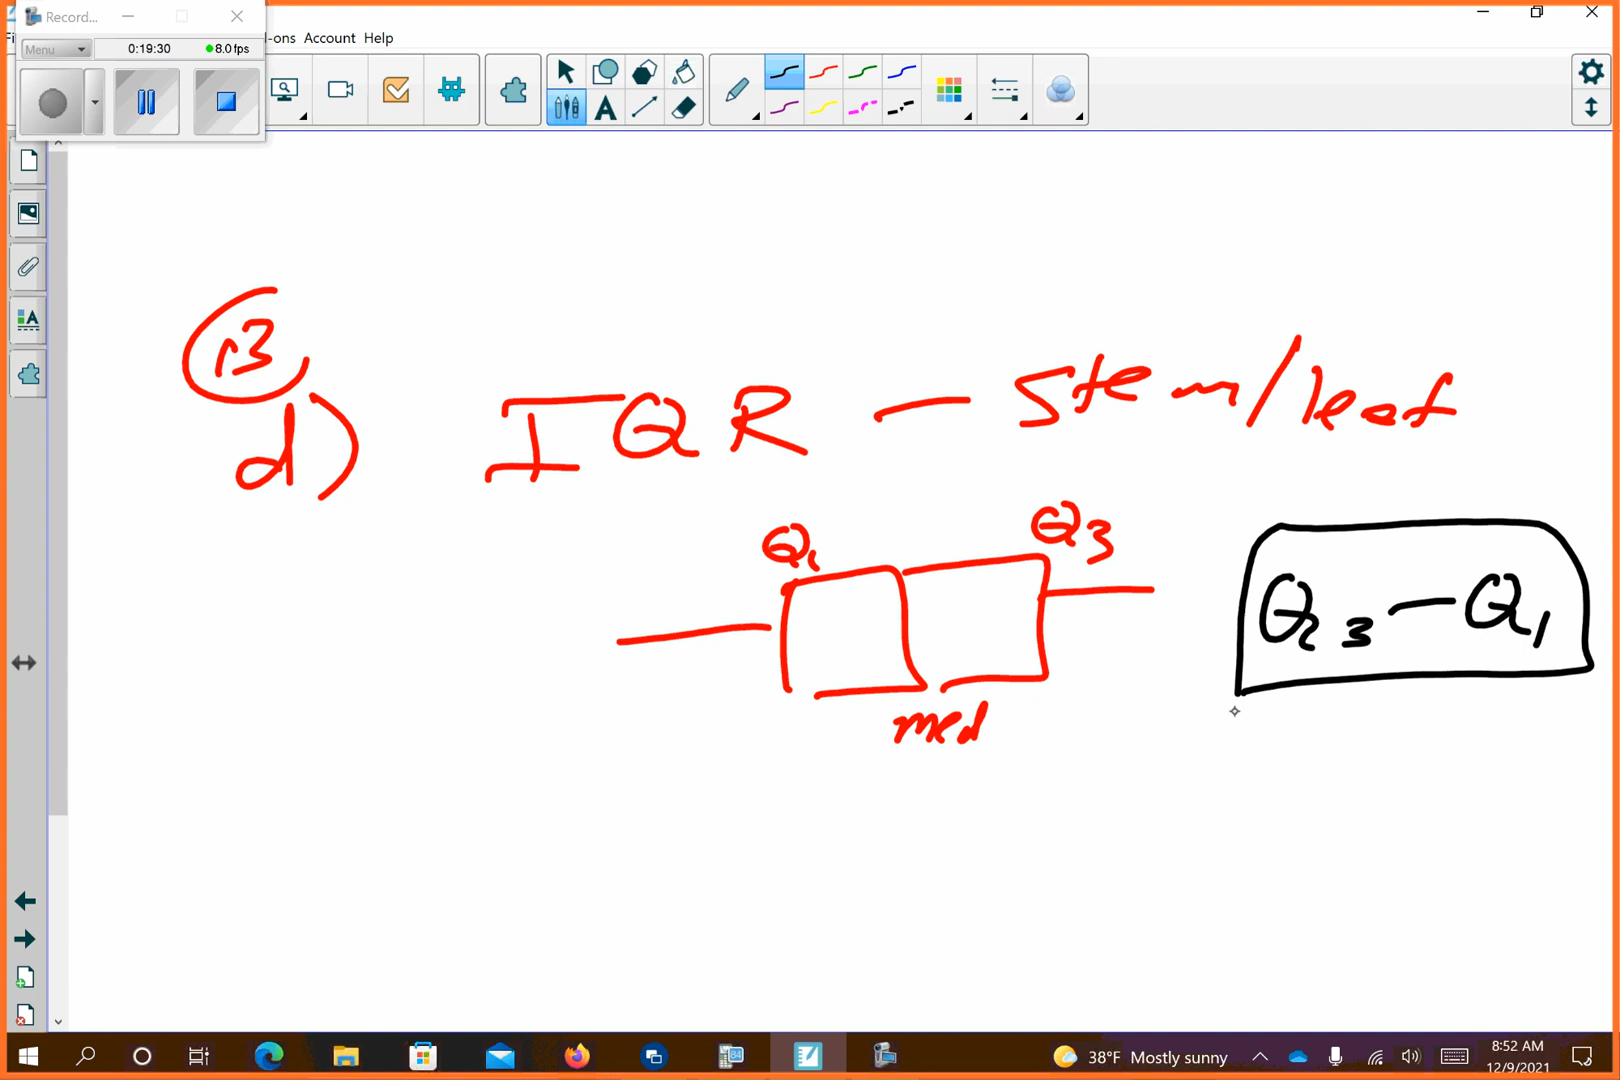 Record...
Menu
0:19:30
8.0 fps
-ons Account Help
13
d) IQR — Stem/leaf
Q1 Q3
Q3 — Q1
med
38°F Mostly sunny
8:52 AM
12/9/2021